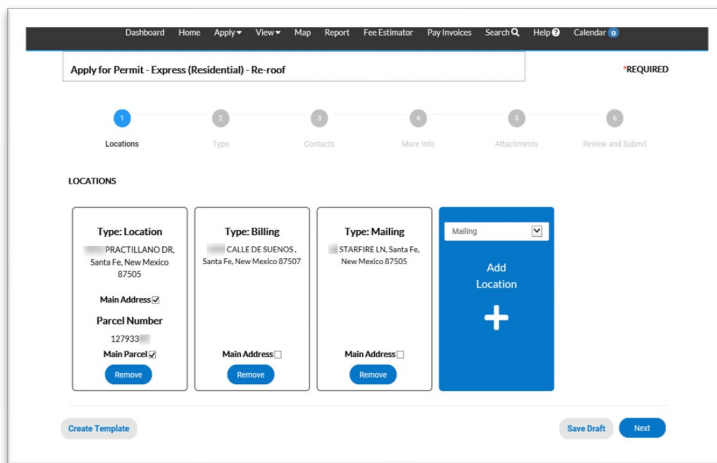 Dashboard Home Apply View Map Report Fee Estimator Pay Invoices Search Help Calendar 0
Apply for Permit - Express (Residential) - Re-roof
*REQUIRED
1 2 3 4 5 6
Locations Type Contacts More Info Attachments Review and Submit
LOCATIONS
Type: Location
PRACTILLANO DR,
Santa Fe, New Mexico
87505
Main Address
Parcel Number
127933
Main Parcel
Remove
Type: Billing
CALLE DE SUENOS ,
Santa Fe, New Mexico 87507
Main Address
Remove
Type: Mailing
STARFIRE LN, Santa Fe,
New Mexico 87505
Main Address
Remove
Mailing
Add
Location
Create Template
Save Draft
Next